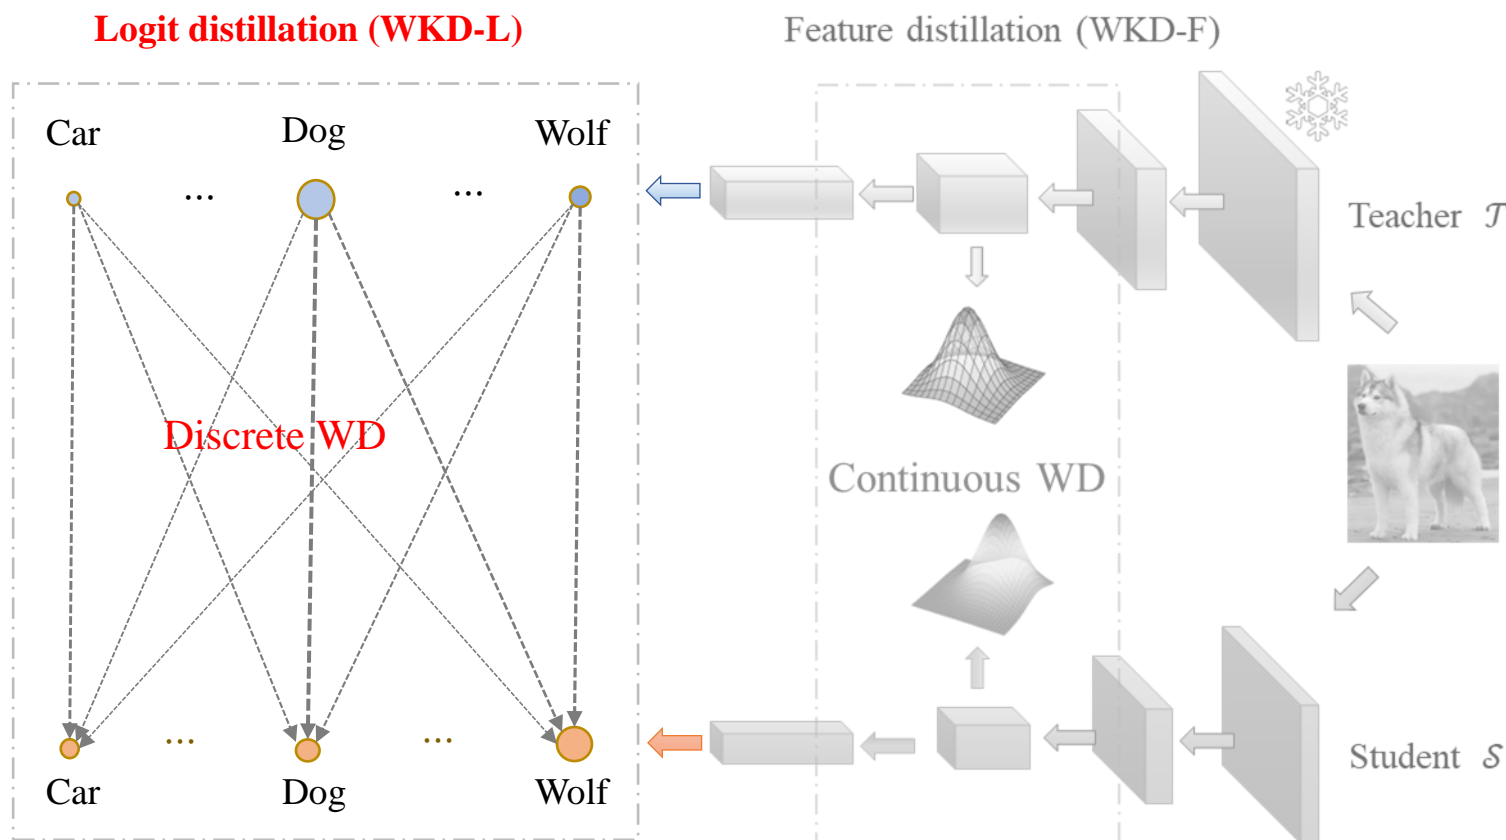 Logit distillation (WKD-L)
Feature distillation (WKD-F)
Car
Dog
Wolf
...
...
Teacher 𝒯
Discrete WD
Continuous WD
...
...
Car
Dog
Wolf
Student 𝒮